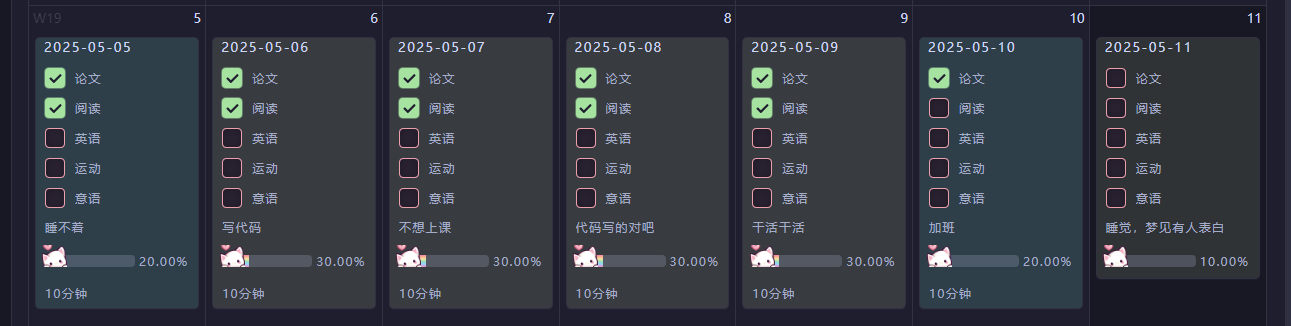 W19 5 6 7 8 9 10 11
2025-05-05 2025-05-06 2025-05-07 2025-05-08 2025-05-09 2025-05-10 2025-05-11
论文 论文 论文 论文 论文 论文 论文
阅读 阅读 阅读 阅读 阅读 阅读 阅读
英语 英语 英语 英语 英语 英语 英语
运动 运动 运动 运动 运动 运动 运动
意语 意语 意语 意语 意语 意语 意语
睡不着 写代码 不想上课 代码写的对吧 干活干活 加班 睡觉，梦见有人表白
20.00% 30.00% 30.00% 30.00% 30.00% 20.00% 10.00%
10分钟 10分钟 10分钟 10分钟 10分钟 10分钟